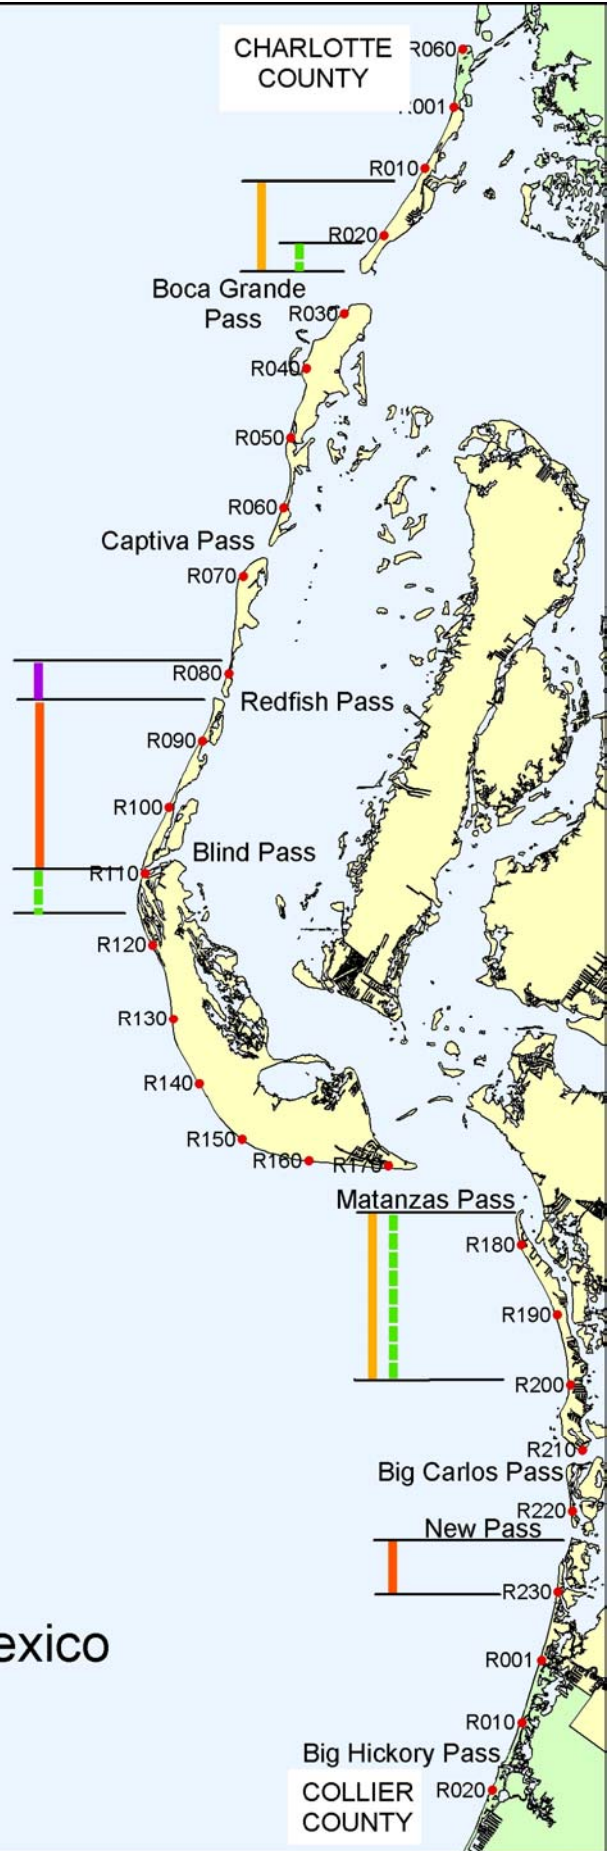 CHARLOTTE
COUNTY
R060
R001
R010
R020
Boca Grande
Pass
R030
R040
R050
R060
Captiva Pass
R070
R080
Redfish Pass
R090
R100
Blind Pass
R110
R120
R130
R140
R150
R160
R170
Matanzas Pass
R180
R190
R200
R210
Big Carlos Pass
R220
New Pass
R230
exico
R001
R010
Big Hickory Pass
R020
COLLIER
COUNTY